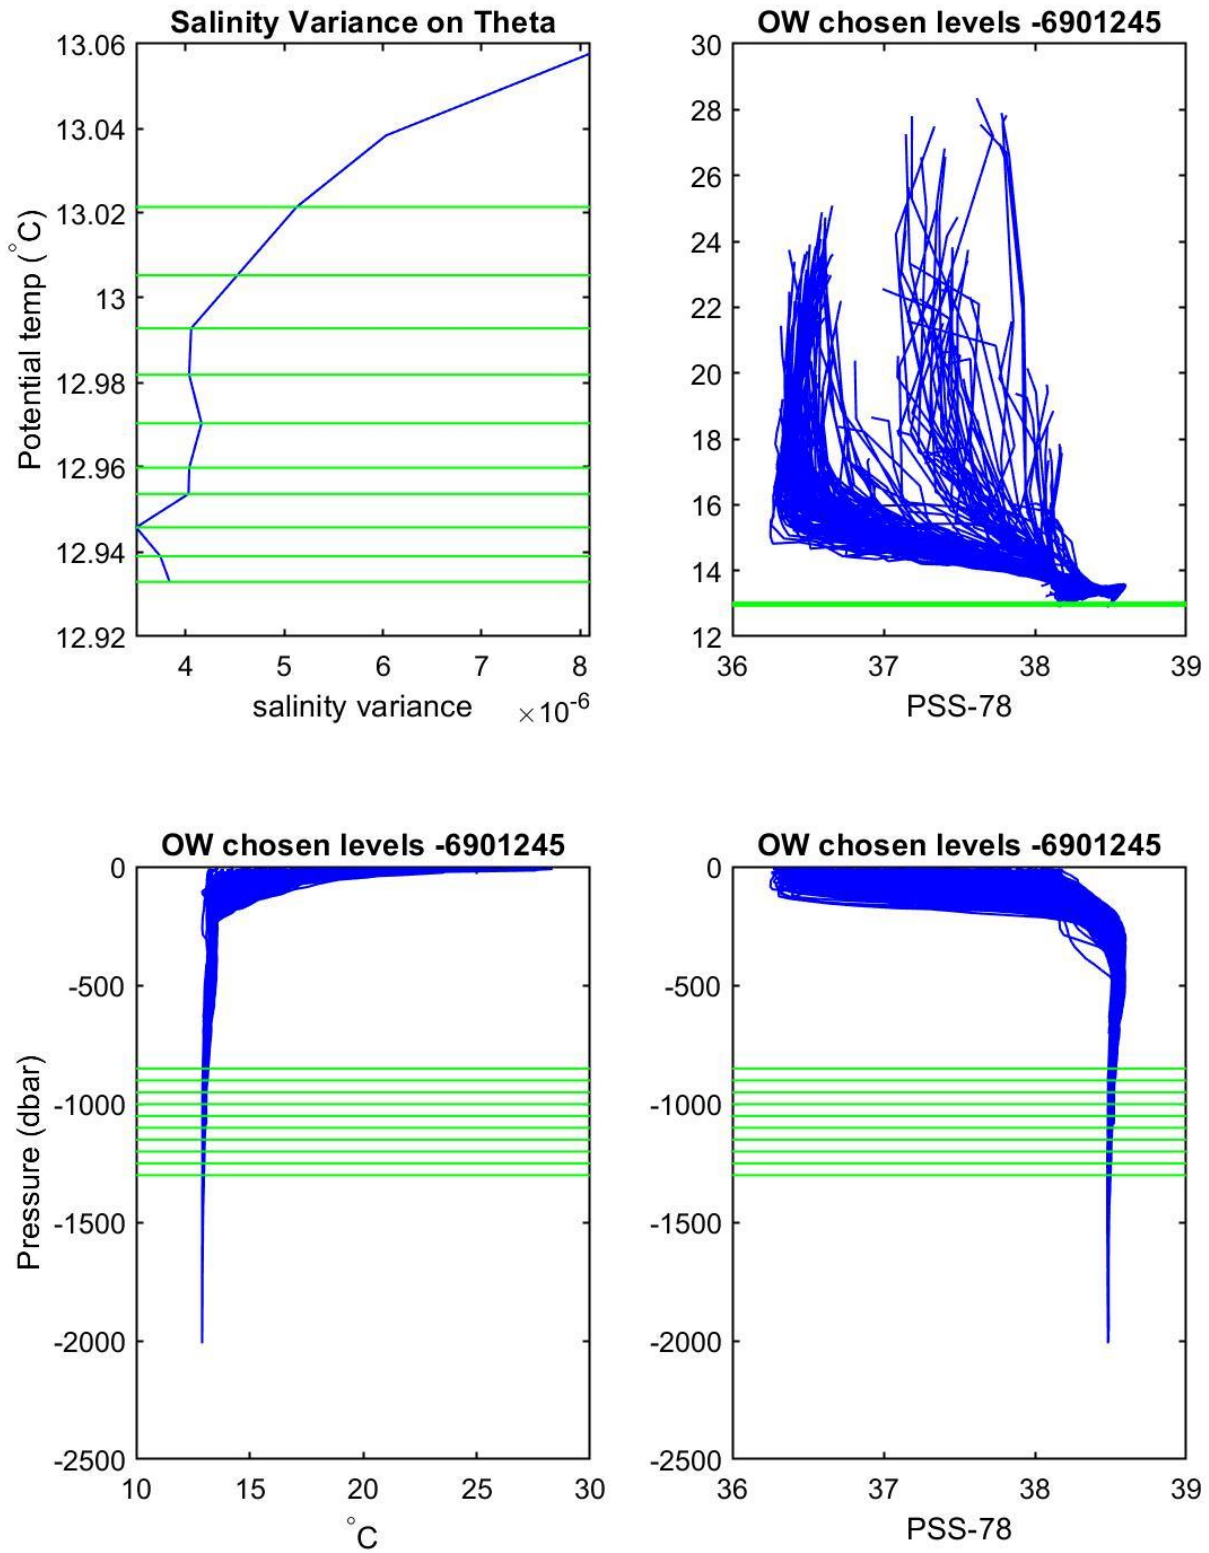 Salinity Variance on Theta
13.06
13.04
13.02
13
12.98
12.96
12.94
12.92
Potential temp (°C)
4 5 6 7 8
salinity variance ×10-6
OW chosen levels -6901245
30
28
26
24
22
20
18
16
14
12
36 37 38 39
PSS-78
OW chosen levels -6901245
0
-500
-1000
-1500
-2000
-2500
Pressure (dbar)
10 15 20 25 30
°C
OW chosen levels -6901245
0
-500
-1000
-1500
-2000
-2500
36 37 38 39
PSS-78